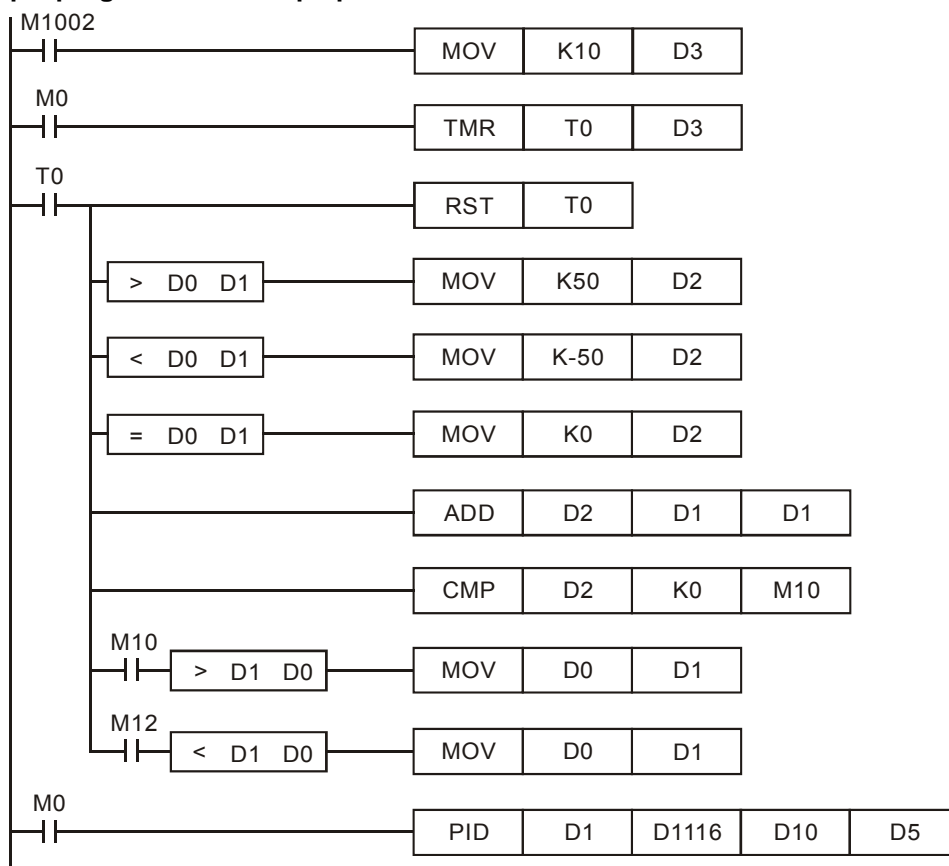 M1002
MOV K10 D3
M0
TMR T0 D3
T0
RST T0
> D0 D1 MOV K50 D2
< D0 D1 MOV K-50 D2
= D0 D1 MOV K0 D2
ADD D2 D1 D1
CMP D2 K0 M10
M10
> D1 D0 MOV D0 D1
M12
< D1 D0 MOV D0 D1
M0
PID D1 D1116 D10 D5